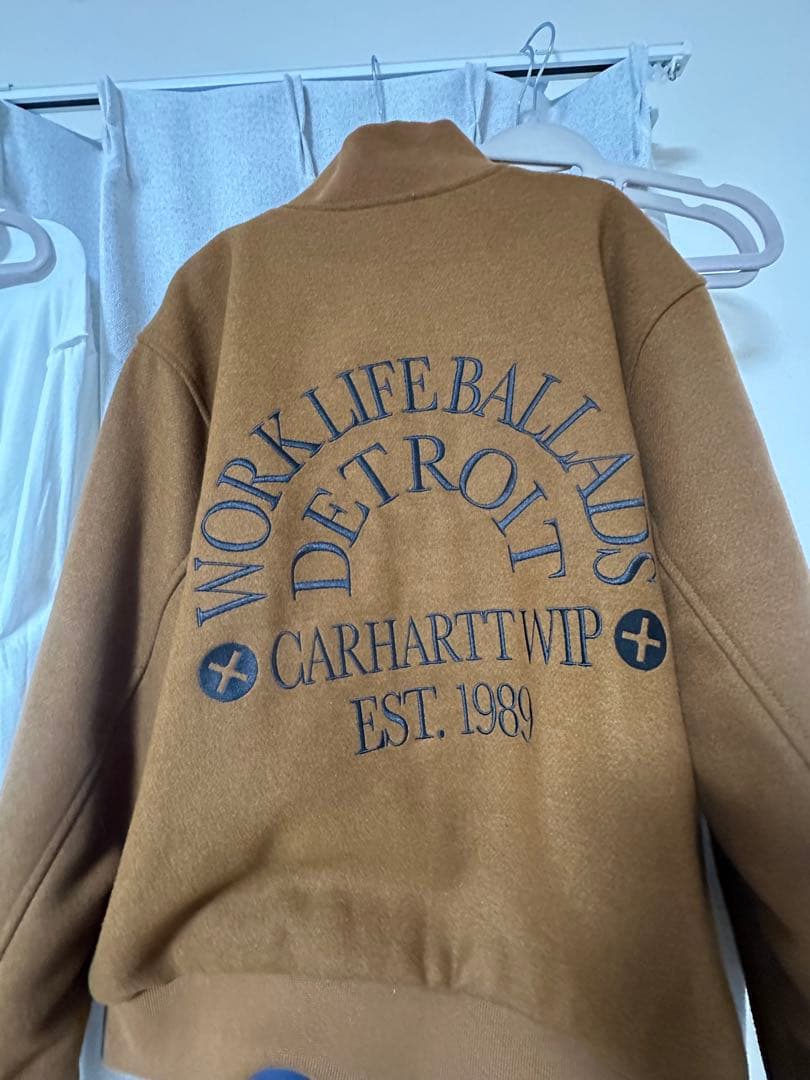 WORK LIFE BALLADS
DETROIT
CARHARTT WIP
EST. 1989